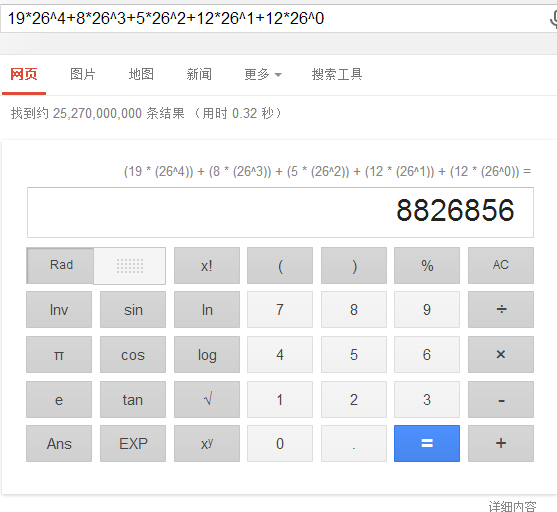 19*26^4+8*26^3+5*26^2+12*26^1+12*26^0
网页 图片 地图 新闻 更多 搜索工具
找到约 25,270,000,000 条结果 （用时 0.32 秒）
(19 * (26^4)) + (8 * (26^3)) + (5 * (26^2)) + (12 * (26^1)) + (12 * (26^0)) =
8826856
Rad x! ( ) % AC
Inv sin ln 7 8 9 ÷
π cos log 4 5 6 ×
e tan √ 1 2 3 -
Ans EXP xʸ 0 . = +
详细内容